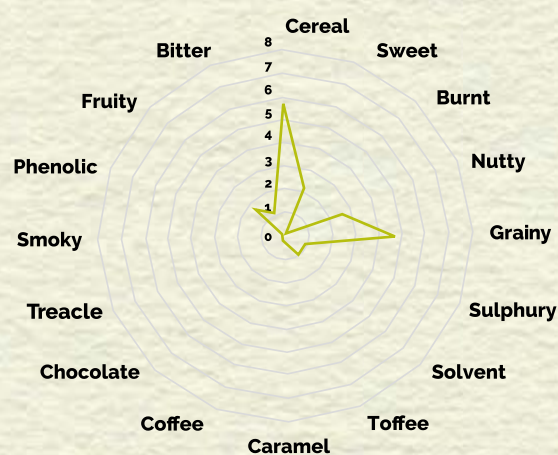 Cereal
Sweet
Burnt
Nutty
Grainy
Sulphury
Solvent
Toffee
Caramel
Coffee
Chocolate
Treacle
Smoky
Phenolic
Fruity
Bitter
8
7
6
5
4
3
2
1
0